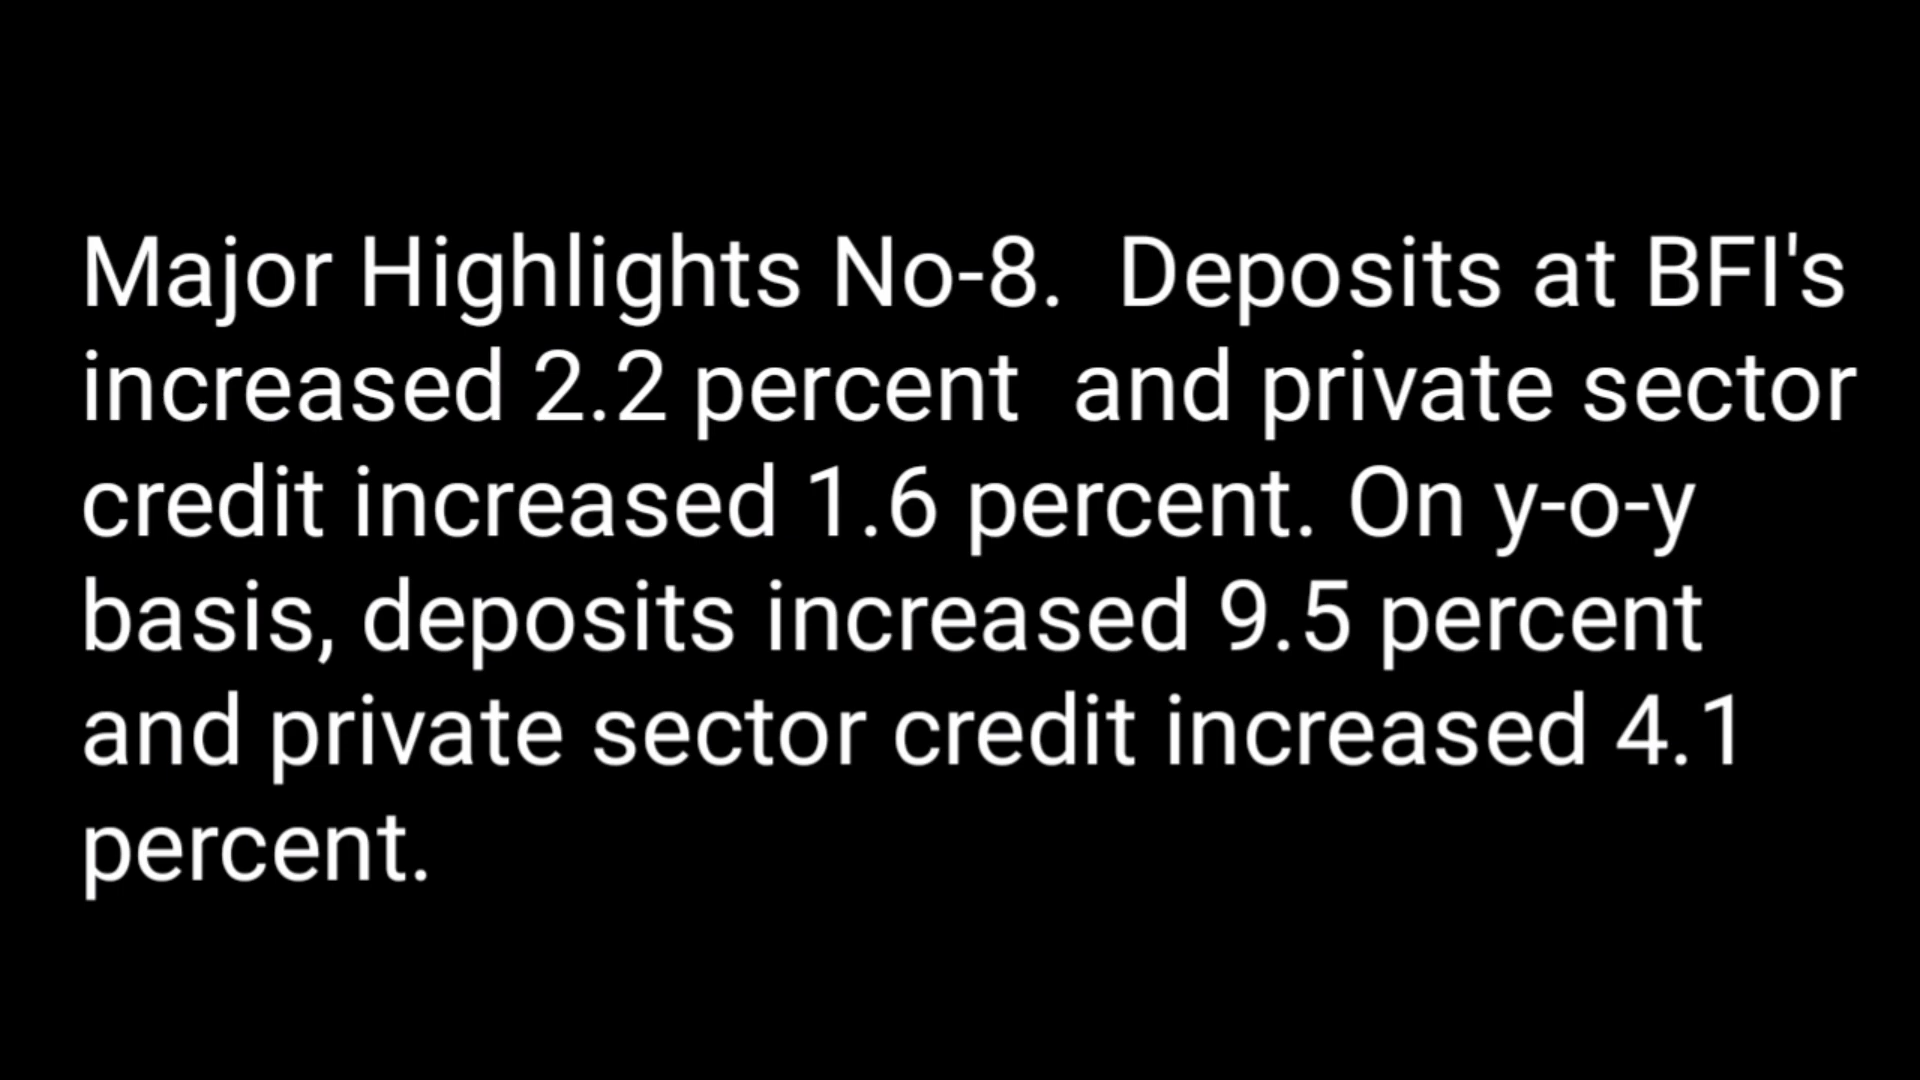 Major Highlights No-8.  Deposits at BFI's
increased 2.2 percent  and private sector
credit increased 1.6 percent. On y-o-y
basis, deposits increased 9.5 percent
and private sector credit increased 4.1
percent.